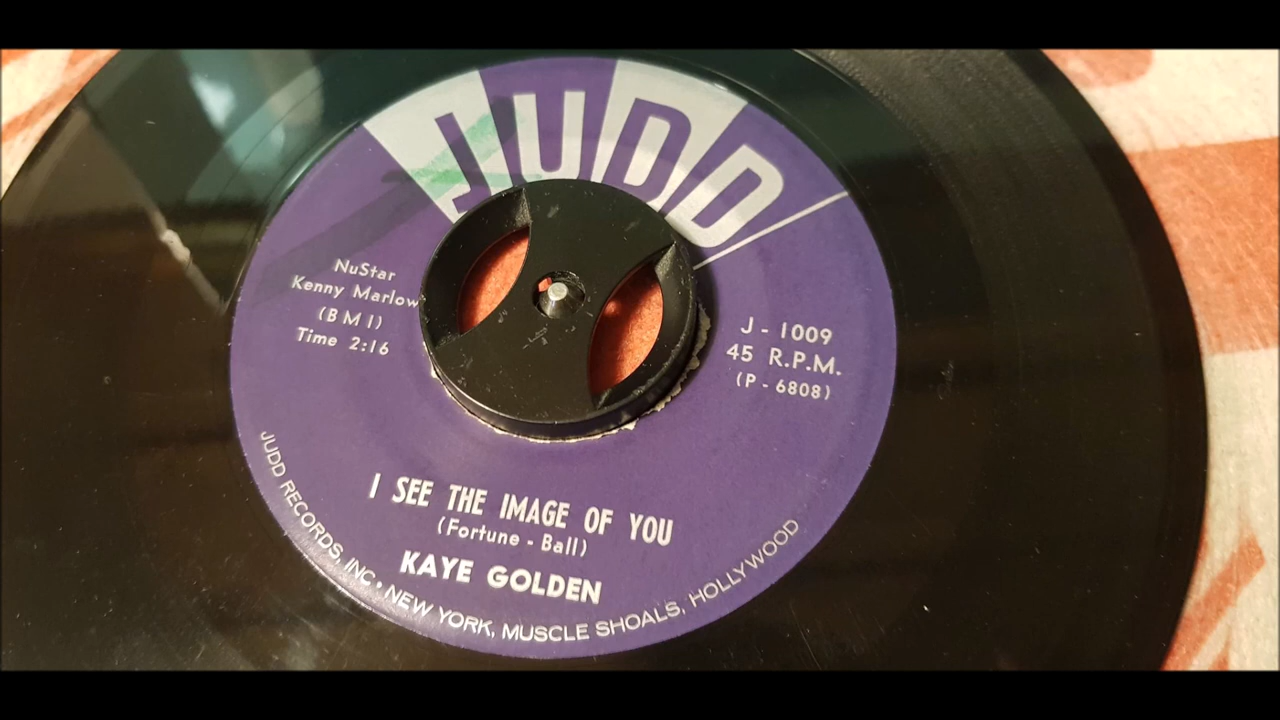 JUDD
NuStar
Kenny Marlow
(BMI)
Time 2:16
J - 1009
45 R.P.M.
(P - 6808)
I SEE THE IMAGE OF YOU
(Fortune - Ball)
KAYE GOLDEN
JUDD RECORDS, INC • NEW YORK, MUSCLE SHOALS, HOLLYWOOD